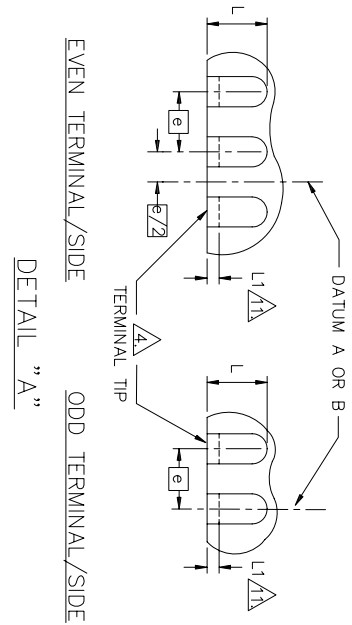 DATUM A OR B
L
L1
11.
L
L1
11.
e
e/2
e
4.
TERMINAL TIP
EVEN TERMINAL/SIDE
ODD TERMINAL/SIDE
DETAIL "A"